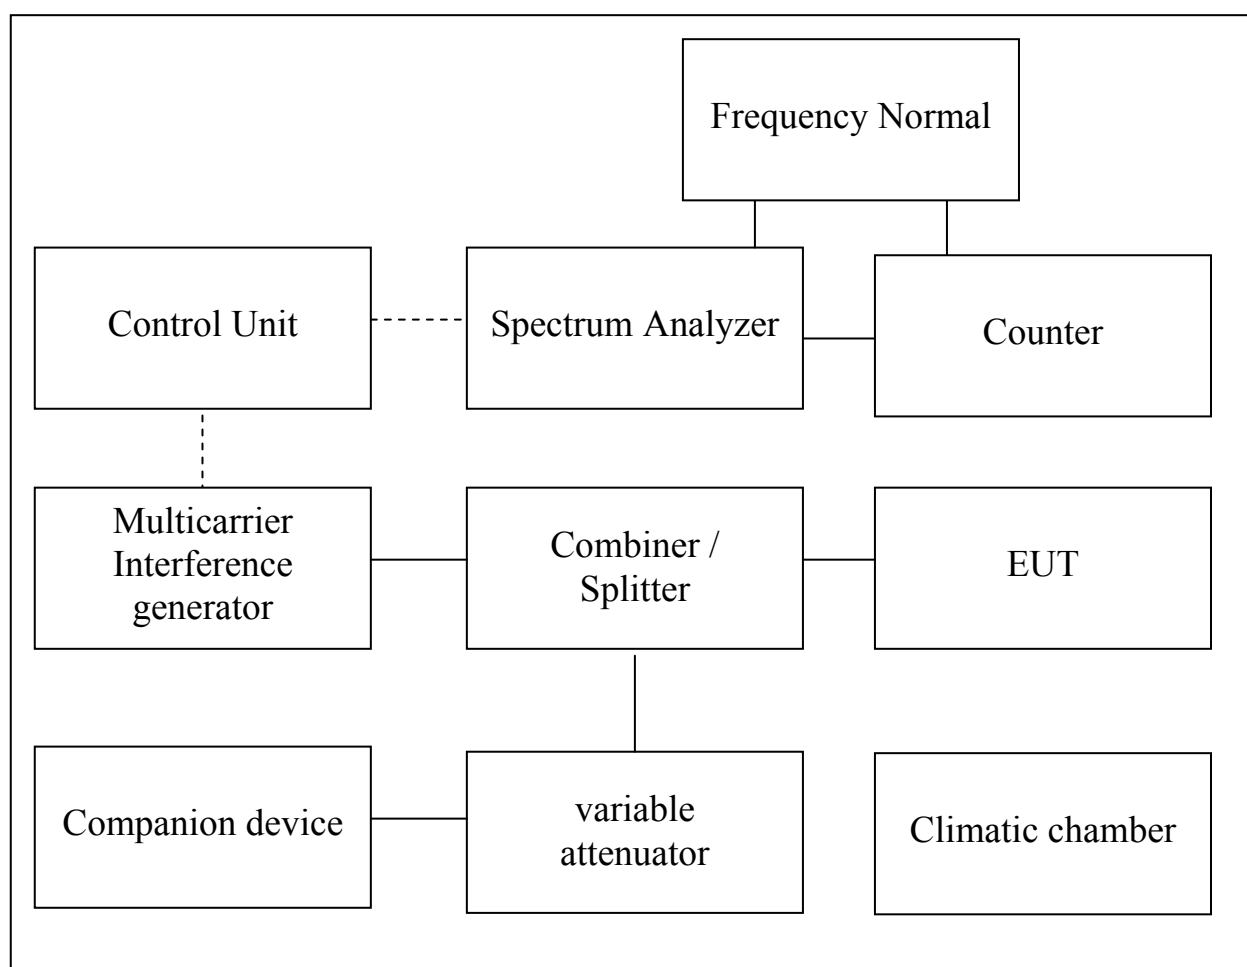 Frequency Normal
Control Unit
Spectrum Analyzer
Counter
Multicarrier
Interference
generator
Combiner /
Splitter
EUT
Companion device
variable
attenuator
Climatic chamber